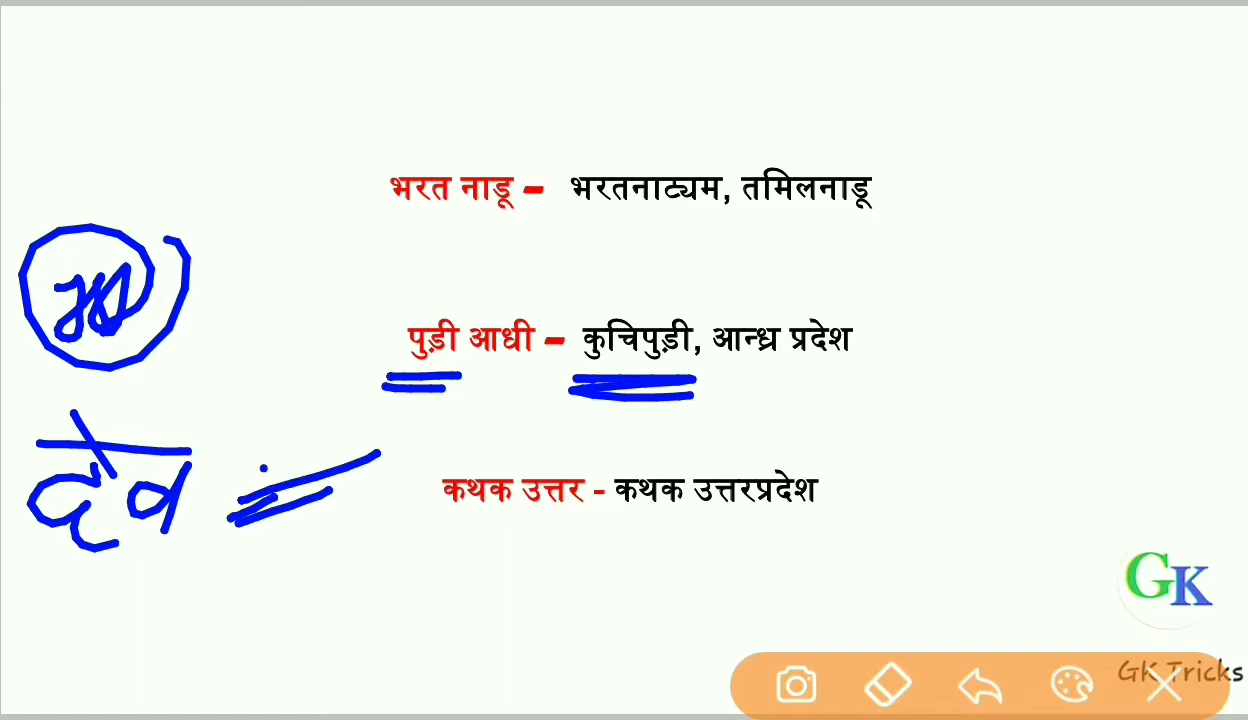 भरत नाडू – भरतनाट्यम, तमिलनाडू
पुड़ी आधी – कुचिपुड़ी, आन्ध्र प्रदेश
देव
कथक उत्तर - कथक उत्तरप्रदेश
GK
GK Tricks